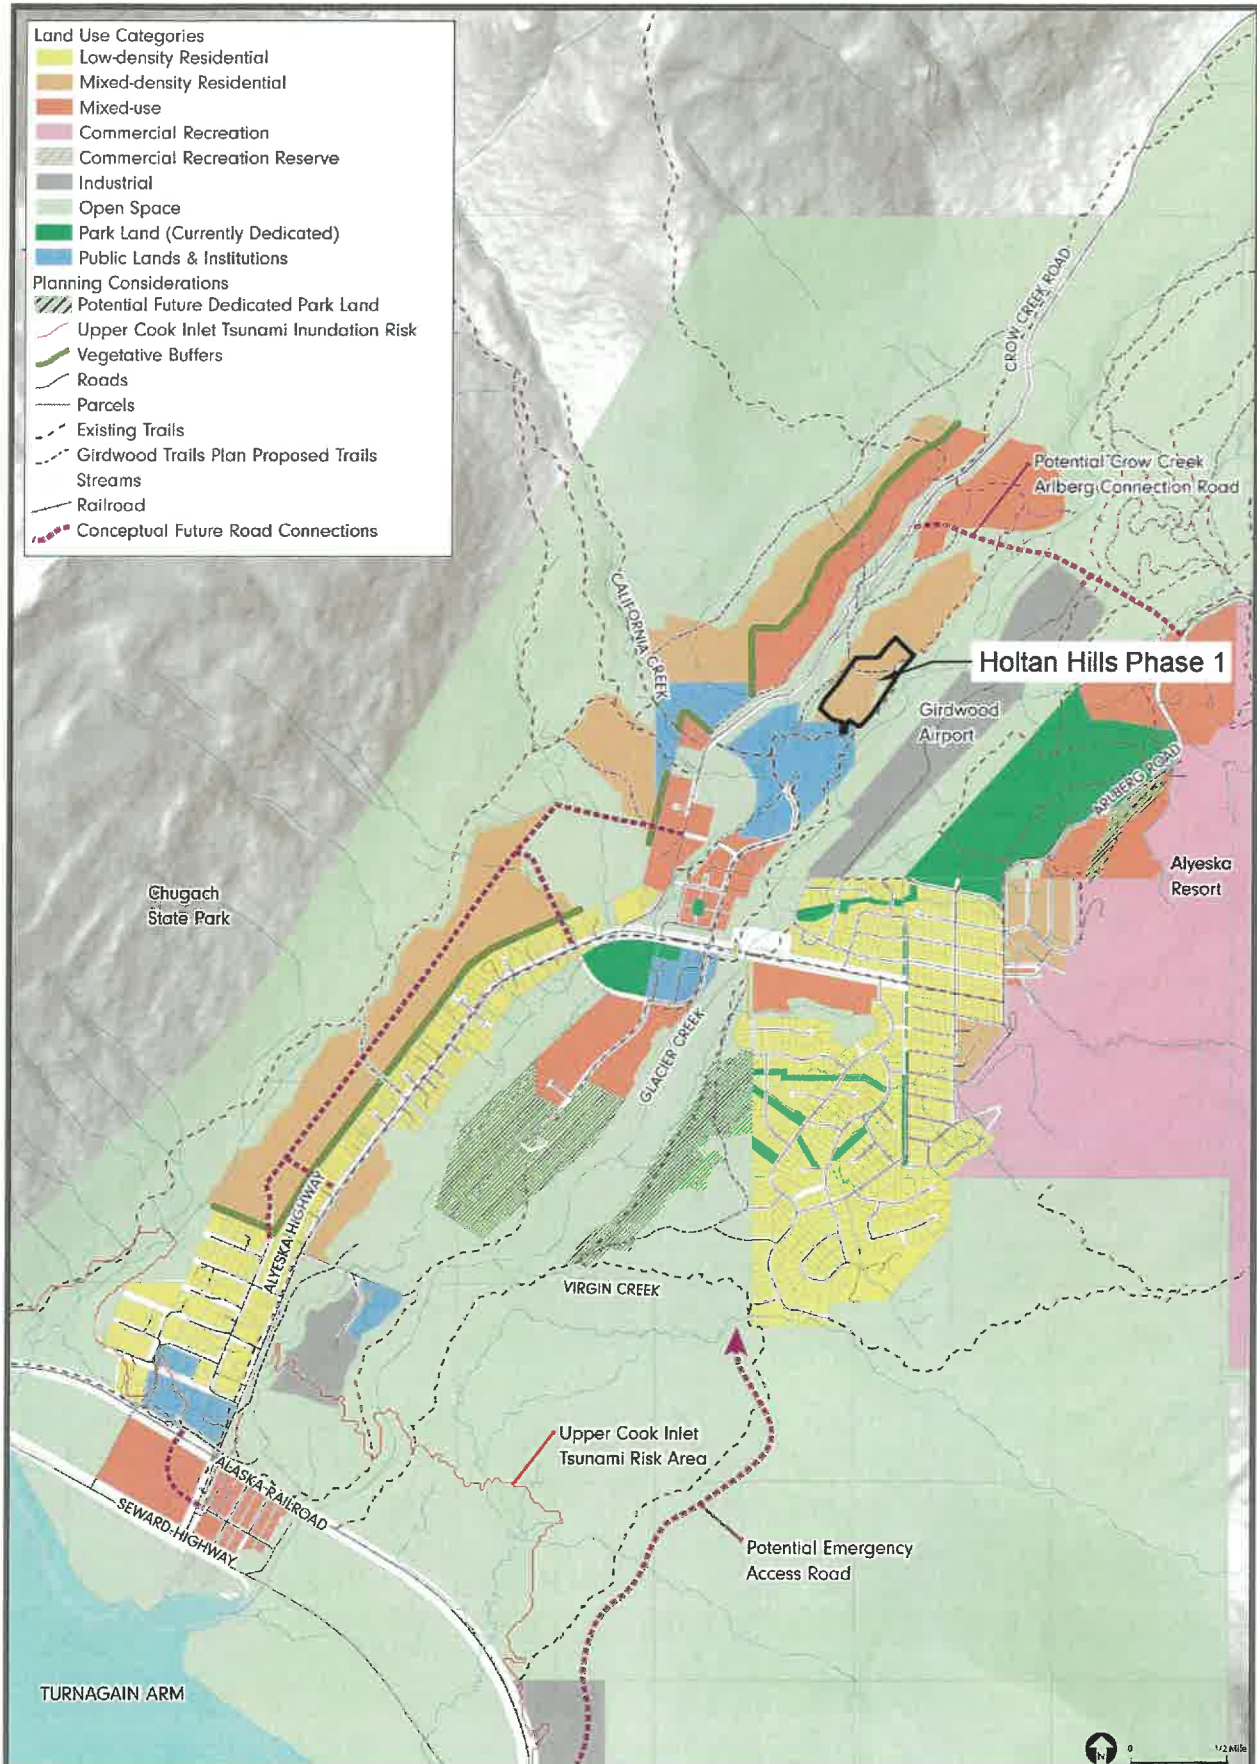 Land Use Categories
Low-density Residential
Mixed-density Residential
Mixed-use
Commercial Recreation
Commercial Recreation Reserve
Industrial
Open Space
Park Land (Currently Dedicated)
Public Lands & Institutions
Planning Considerations
Potential Future Dedicated Park Land
Upper Cook Inlet Tsunami Inundation Risk
Vegetative Buffers
Roads
Parcels
Existing Trails
Girdwood Trails Plan Proposed Trails
Streams
Railroad
Conceptual Future Road Connections
CROW CREEK ROAD
Potential Crow Creek
Arlberg Connection Road
CALIFORNIA CREEK
Holtan Hills Phase 1
Girdwood
Airport
ARLBERG ROAD
Alyeska
Resort
Chugach
State Park
GLACIER CREEK
ALYESKA HIGHWAY
VIRGIN CREEK
Upper Cook Inlet
Tsunami Risk Area
ALASKA RAILROAD
SEWARD HIGHWAY
Potential Emergency
Access Road
TURNAGAIN ARM
N
0
1/2 Mile